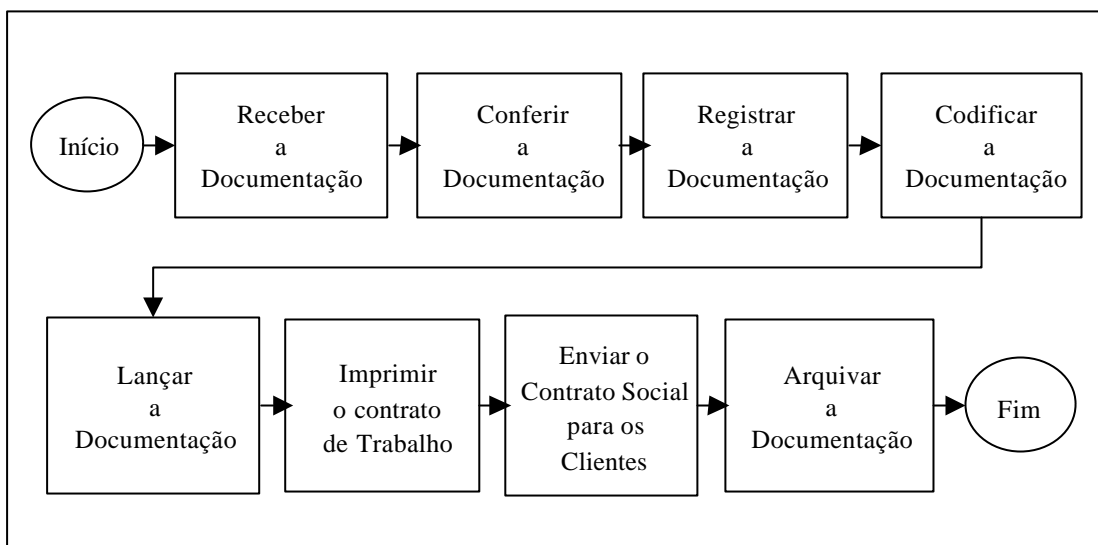 Início
Receber
a
Documentação
Conferir
a
Documentação
Registrar
a
Documentação
Codificar
a
Documentação
Lançar
a
Documentação
Imprimir
o contrato
de Trabalho
Enviar o
Contrato Social
para os
Clientes
Arquivar
a
Documentação
Fim